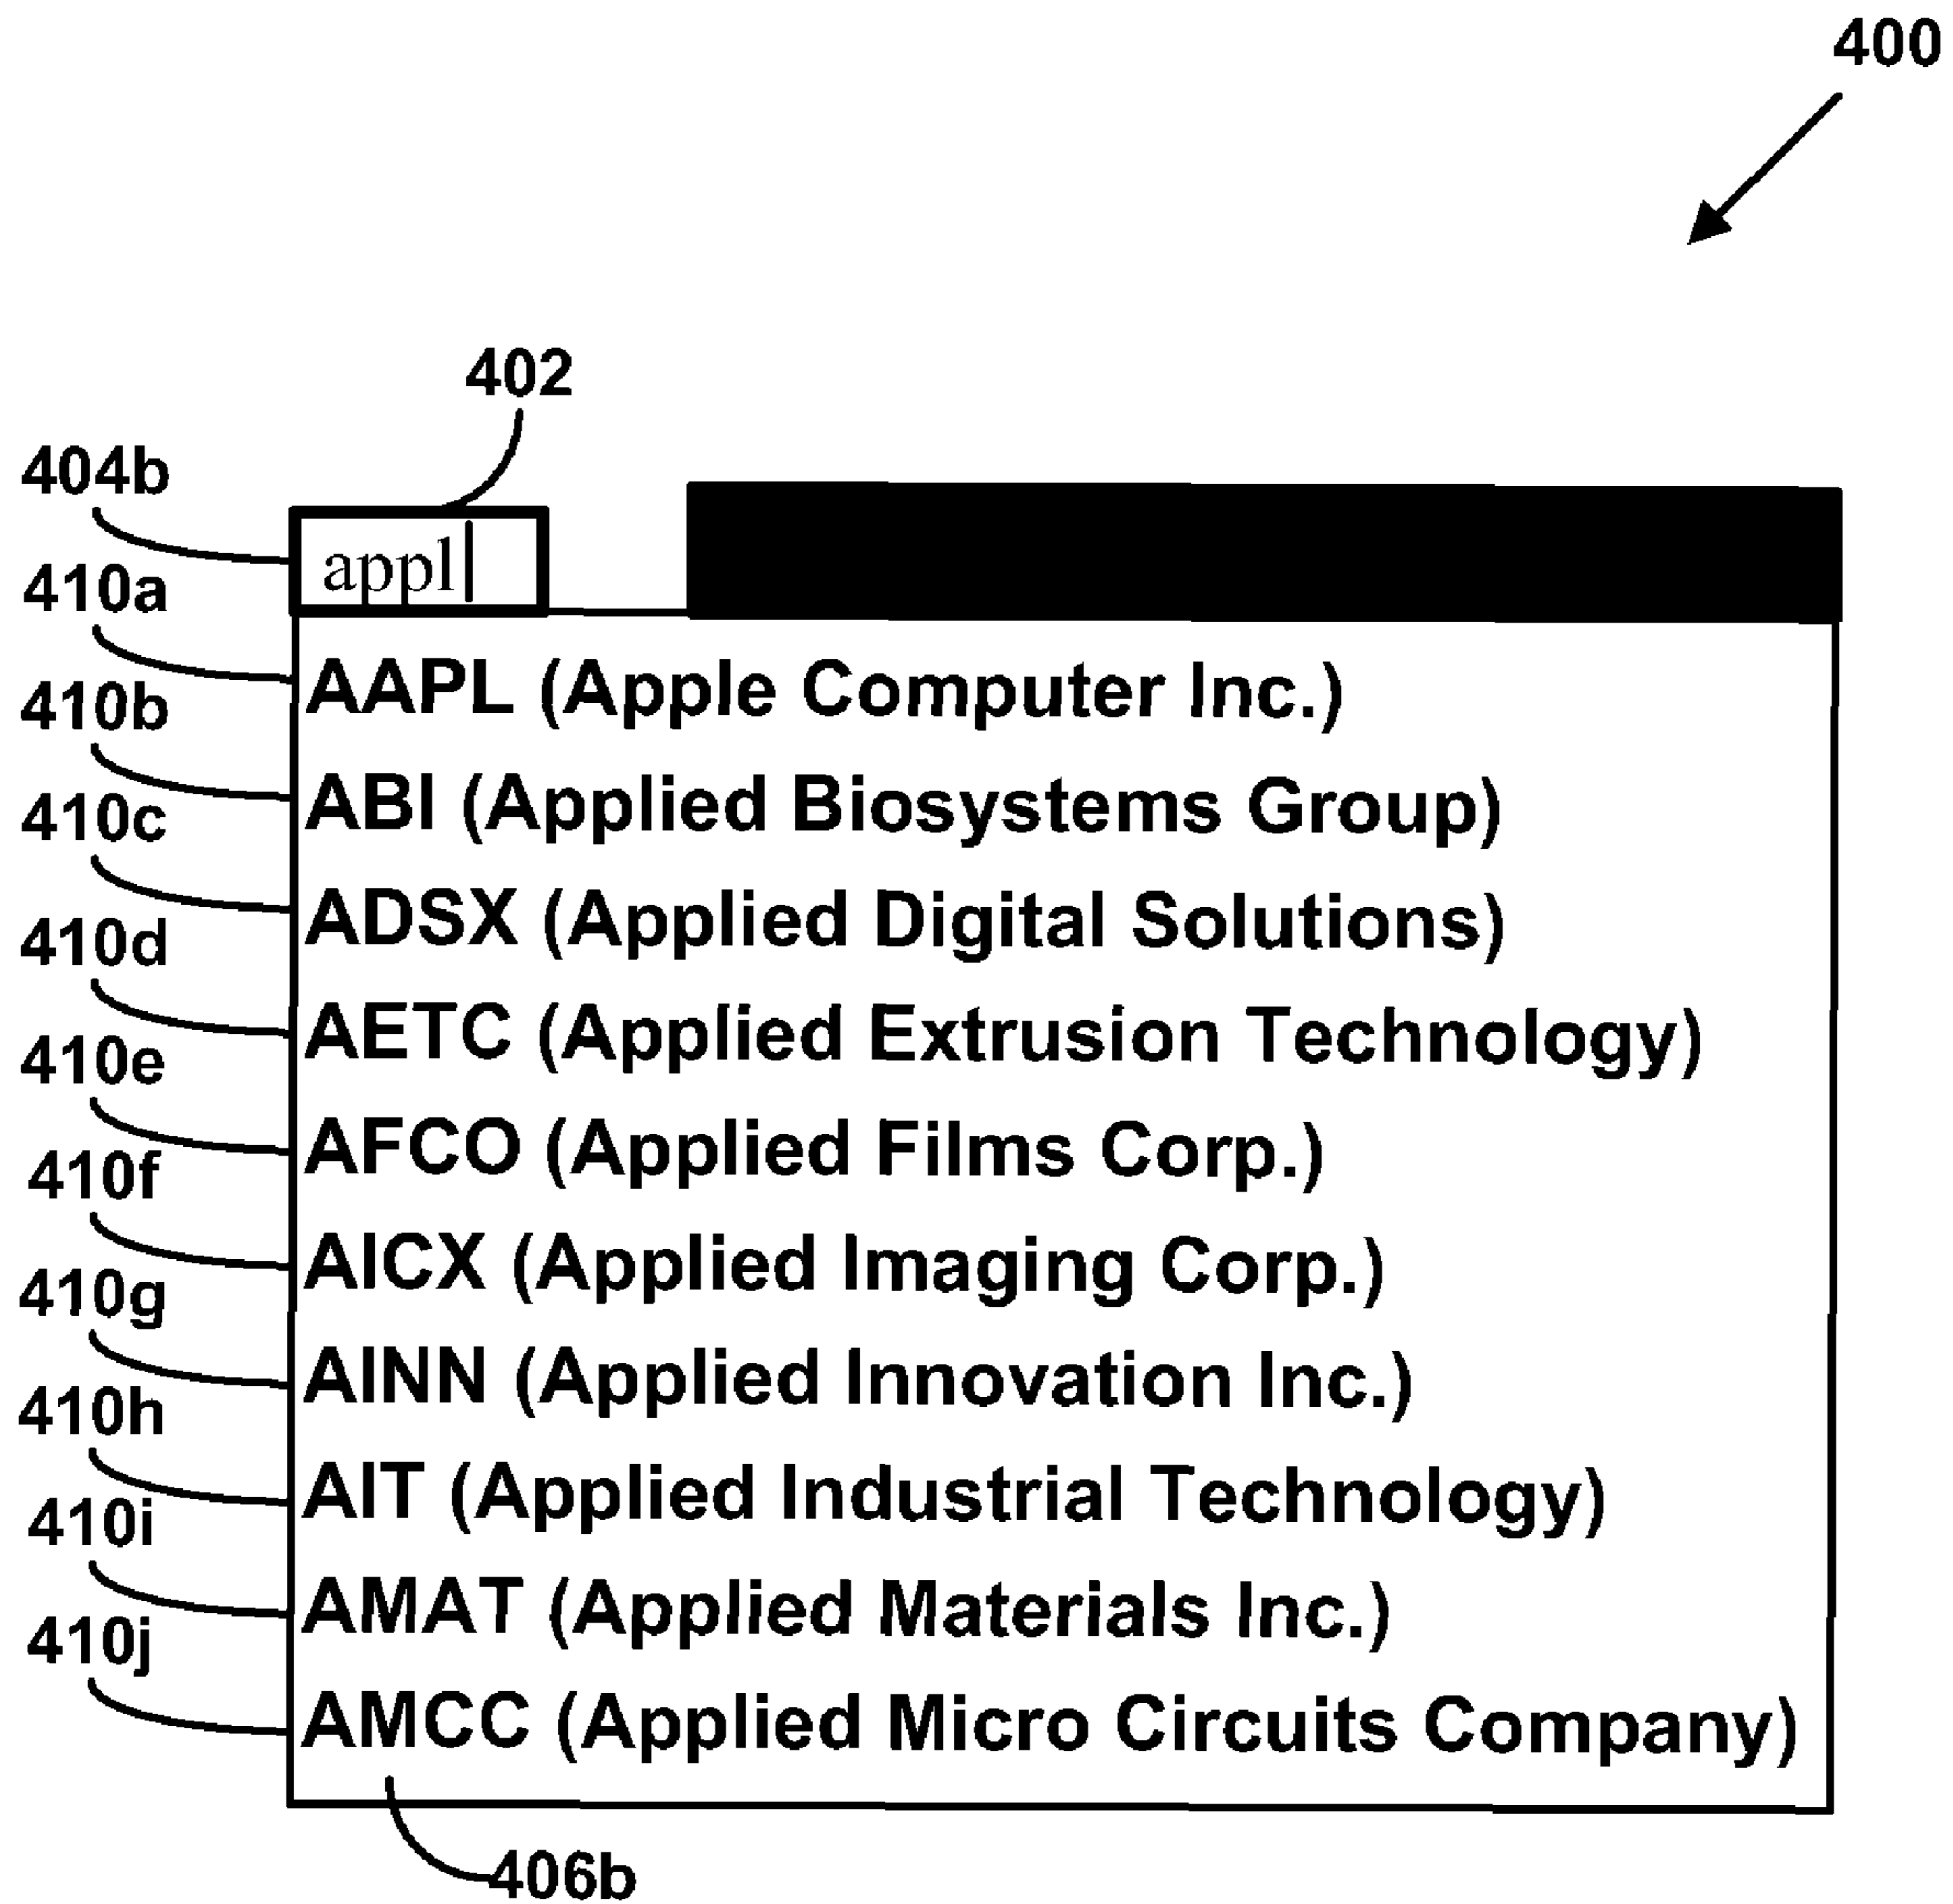 400
402
404b
appl
410a
AAPL (Apple Computer Inc.)
410b
ABI (Applied Biosystems Group)
410c
ADSX (Applied Digital Solutions)
410d
AETC (Applied Extrusion Technology)
410e
AFCO (Applied Films Corp.)
410f
AICX (Applied Imaging Corp.)
410g
AINN (Applied Innovation Inc.)
410h
AIT (Applied Industrial Technology)
410i
AMAT (Applied Materials Inc.)
410j
AMCC (Applied Micro Circuits Company)
406b